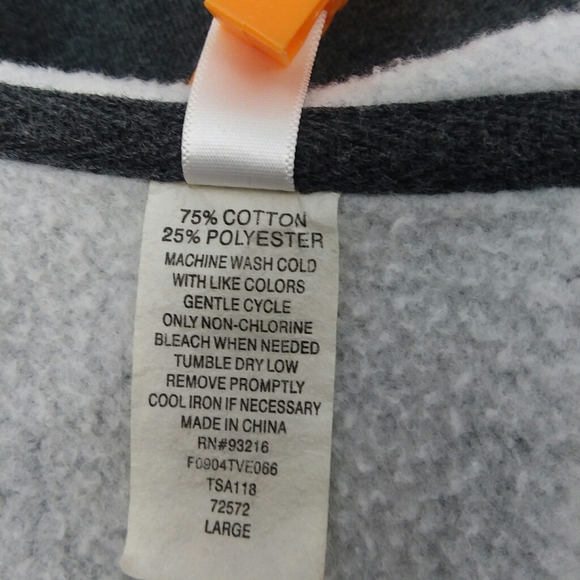 75% COTTON
25% POLYESTER
MACHINE WASH COLD
WITH LIKE COLORS
GENTLE CYCLE
ONLY NON-CHLORINE
BLEACH WHEN NEEDED
TUMBLE DRY LOW
REMOVE PROMPTLY
COOL IRON IF NECESSARY
MADE IN CHINA
RN#93216
F0904TVE066
TSA118
72572
LARGE